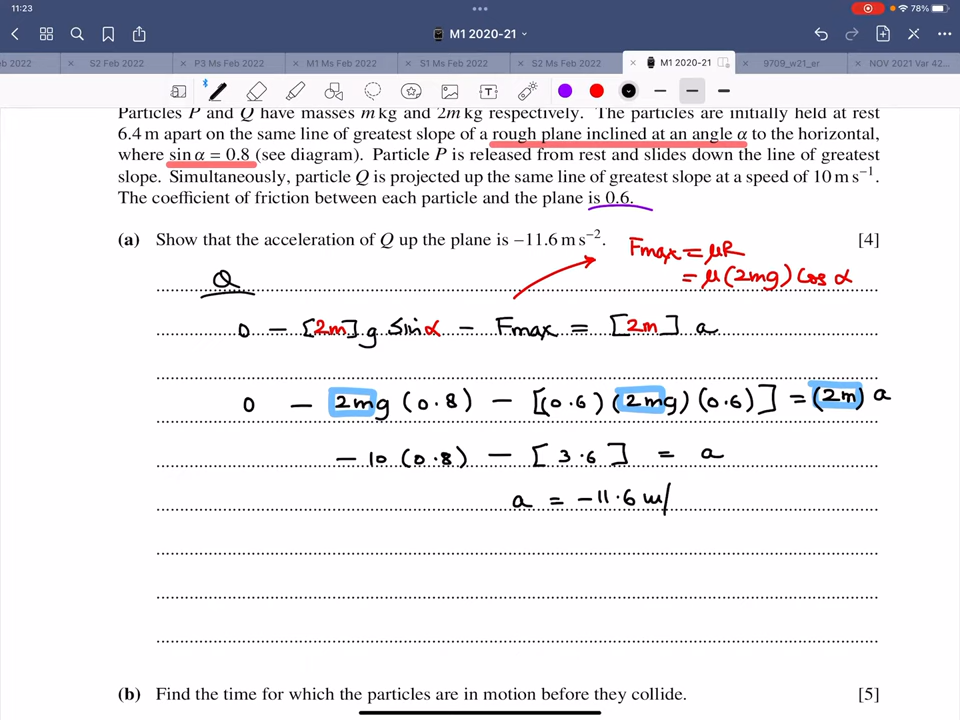 11:23
78%
M1 2020-21
eb 2022
S2 Feb 2022
P3 Ms Feb 2022
M1 Ms Feb 2022
S1 Ms Feb 2022
S2 Ms Feb 2022
M1 2020-21
9709_w21_er
NOV 2021 Var 42..
Particles P and Q have masses m kg and 2m kg respectively. The particles are initially held at rest
6.4 m apart on the same line of greatest slope of a rough plane inclined at an angle α to the horizontal,
where sin α = 0.8 (see diagram). Particle P is released from rest and slides down the line of greatest
slope. Simultaneously, particle Q is projected up the same line of greatest slope at a speed of 10 m s⁻¹.
The coefficient of friction between each particle and the plane is 0.6.
(a) Show that the acceleration of Q up the plane is −11.6 m s⁻². [4]
Fmax = μR
= μ(2mg) Cos α
Q
0 − [2m]g Sinα − Fmax = [2m] a
0 − 2mg (0.8) − [(0.6)(2mg)(0.6)] = (2m) a
− 10 (0.8) − [3.6] = a
a = −11.6 m/
(b) Find the time for which the particles are in motion before they collide. [5]